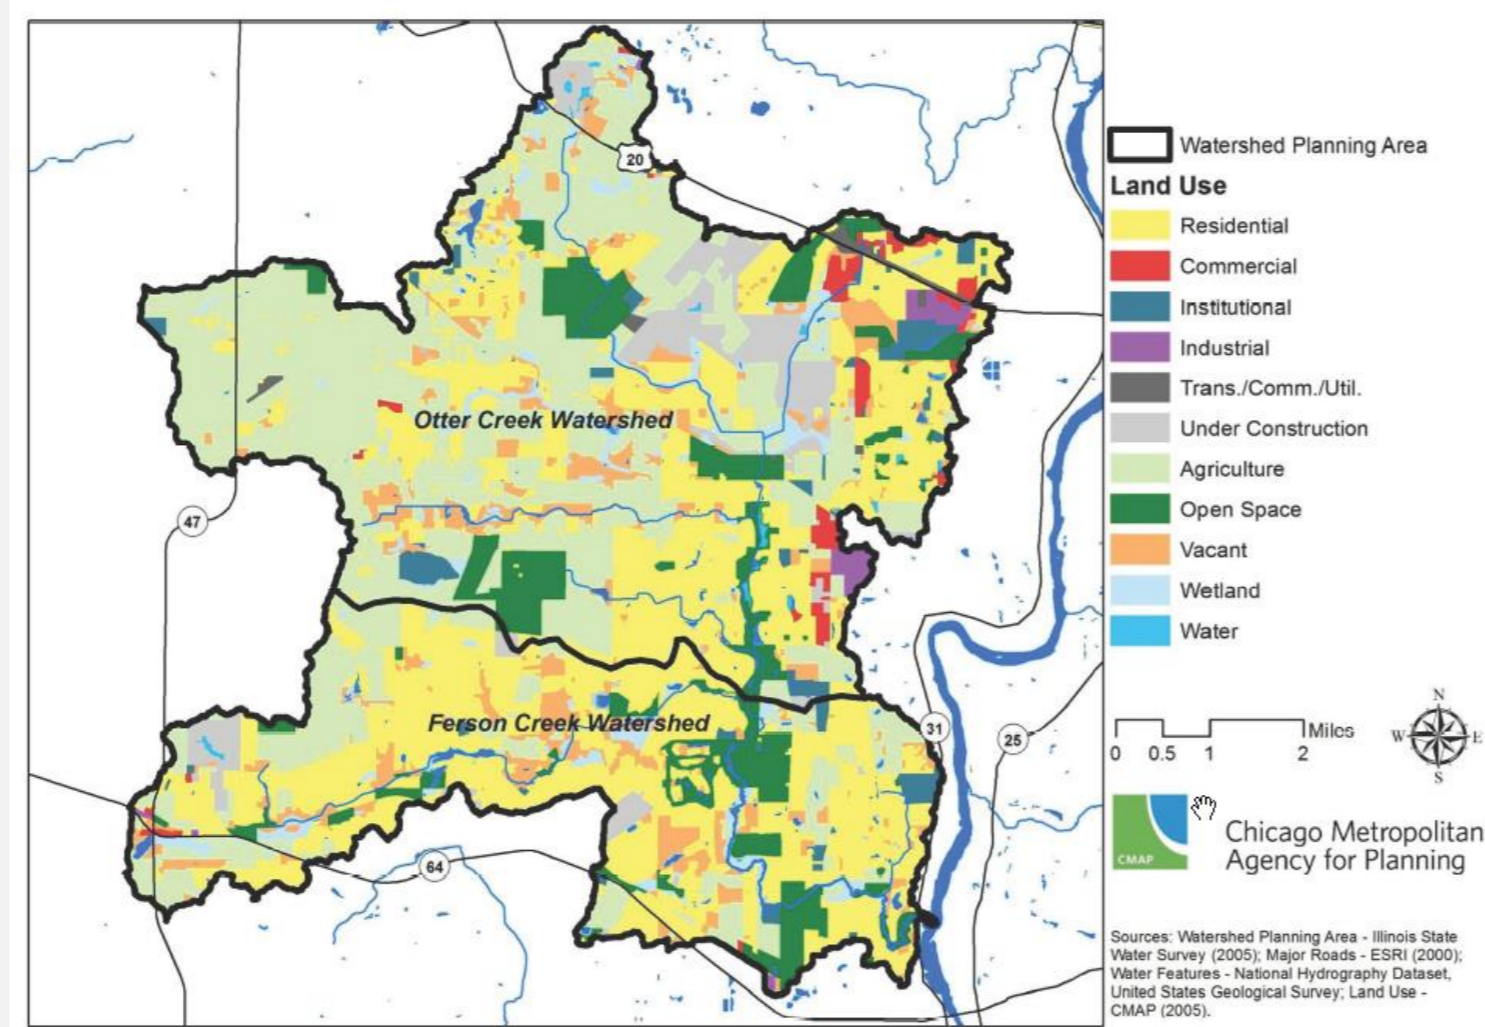 20
Otter Creek Watershed
47
Ferson Creek Watershed
31
25
64
Watershed Planning Area
Land Use
Residential
Commercial
Institutional
Industrial
Trans./Comm./Util.
Under Construction
Agriculture
Open Space
Vacant
Wetland
Water
N
W E
S
Miles
0 0.5 1 2
CMAP
Chicago Metropolitan
Agency for Planning
Sources: Watershed Planning Area - Illinois State
Water Survey (2005); Major Roads - ESRI (2000);
Water Features - National Hydrography Dataset,
United States Geological Survey; Land Use -
CMAP (2005).